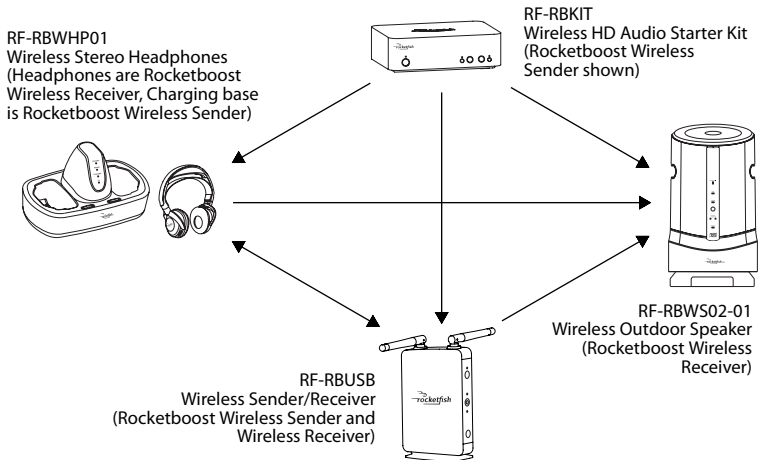 RF-RBWHP01
Wireless Stereo Headphones
(Headphones are Rocketboost
Wireless Receiver, Charging base
is Rocketboost Wireless Sender)
RF-RBKIT
Wireless HD Audio Starter Kit
(Rocketboost Wireless
Sender shown)
rocketfish
RF-RBWS02-01
Wireless Outdoor Speaker
(Rocketboost Wireless
Receiver)
RF-RBUSB
Wireless Sender/Receiver
(Rocketboost Wireless Sender and
Wireless Receiver)
rocketfish